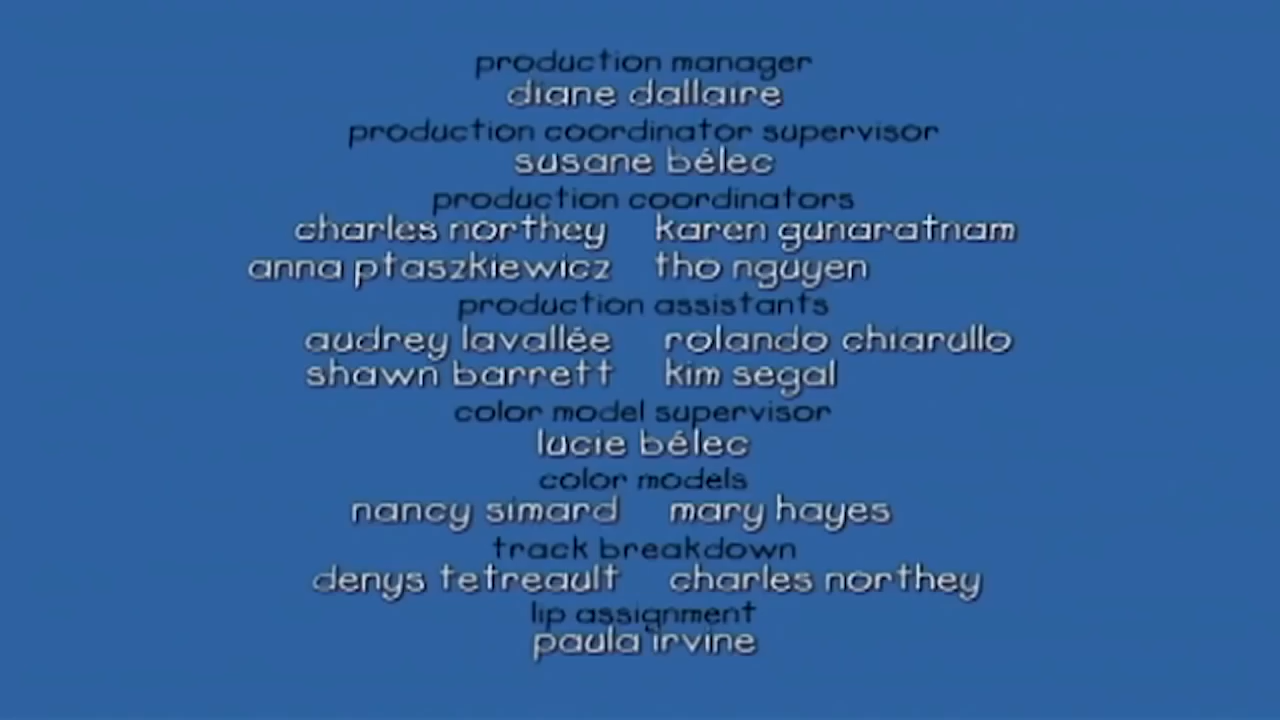 production manager
diane dallaire
production coordinator supervisor
susane bélec
production coordinators
charles northey karen gunaratnam
anna ptaszkiewicz tho nguyen
production assistants
audrey lavallée rolando chiarullo
shawn barrett kim segal
color model supervisor
lucie bélec
color models
nancy simard mary hayes
track breakdown
denys tetreault charles northey
lip assignment
paula irvine